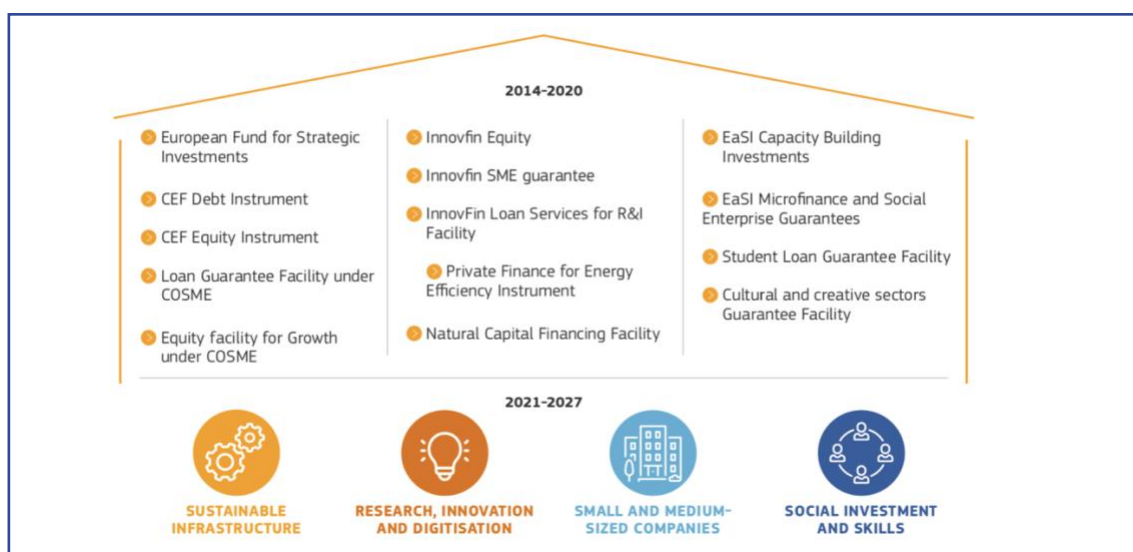 2014-2020
European Fund for Strategic
Investments
CEF Debt Instrument
CEF Equity Instrument
Loan Guarantee Facility under
COSME
Equity facility for Growth
under COSME
Innovfin Equity
Innovfin SME guarantee
InnovFin Loan Services for R&I
Facility
Private Finance for Energy
Efficiency Instrument
Natural Capital Financing Facility
EaSI Capacity Building
Investments
EaSI Microfinance and Social
Enterprise Guarantees
Student Loan Guarantee Facility
Cultural and creative sectors
Guarantee Facility
2021-2027
SUSTAINABLE
INFRASTRUCTURE
RESEARCH, INNOVATION
AND DIGITISATION
SMALL AND MEDIUM-
SIZED COMPANIES
SOCIAL INVESTMENT
AND SKILLS